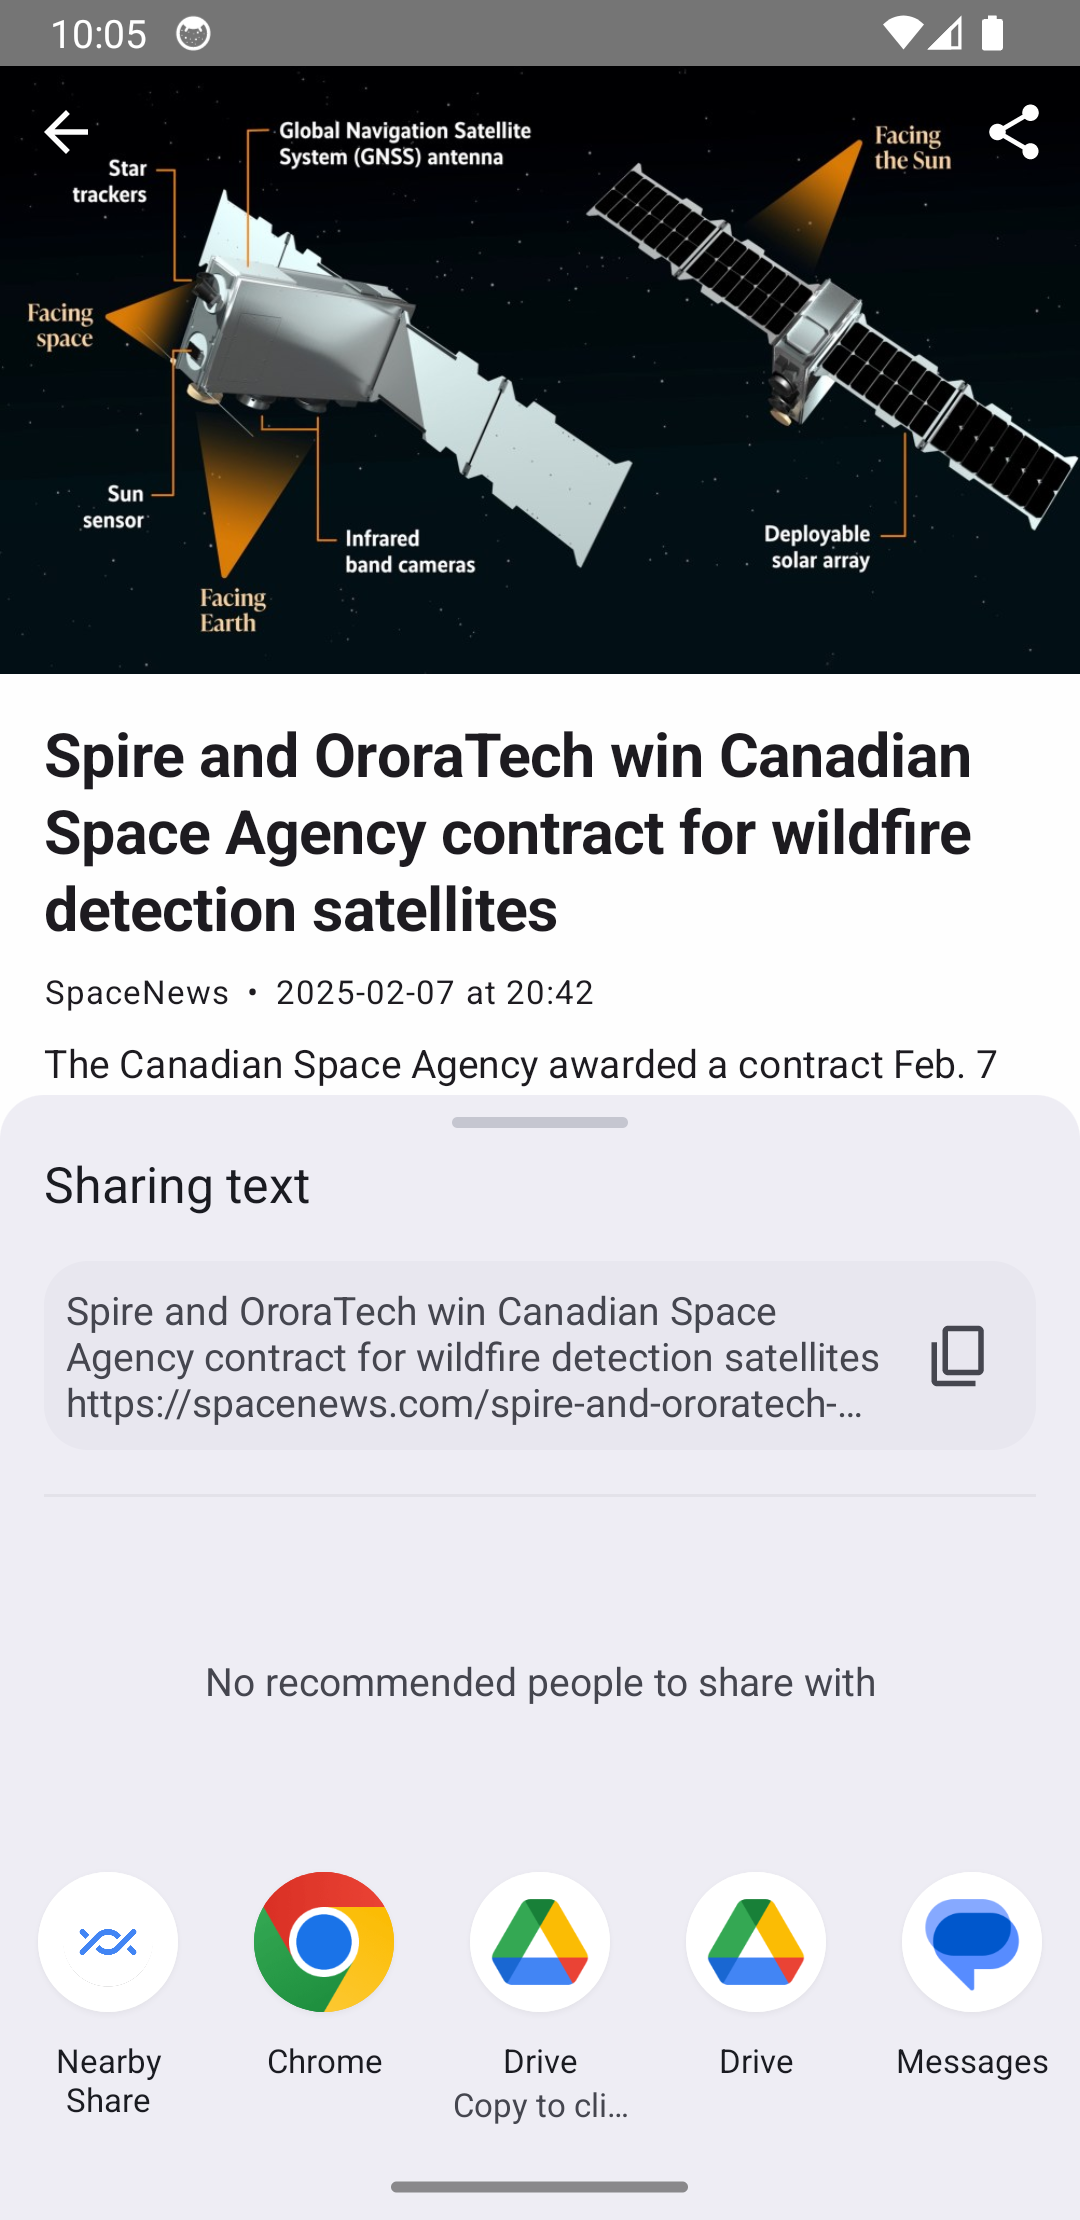 10:05
Global Navigation Satellite
System (GNSS) antenna
Star
trackers
Facing
the Sun
Facing
space
Sun
sensor
Infrared
band cameras
Deployable
solar array
Facing
Earth
Spire and OroraTech win Canadian
Space Agency contract for wildfire
detection satellites
SpaceNews • 2025-02-07 at 20:42
The Canadian Space Agency awarded a contract Feb. 7
Sharing text
Spire and OroraTech win Canadian Space
Agency contract for wildfire detection satellites
https://spacenews.com/spire-and-ororatech-…
No recommended people to share with
Nearby
Share
Chrome
Drive
Copy to cli…
Drive
Messages